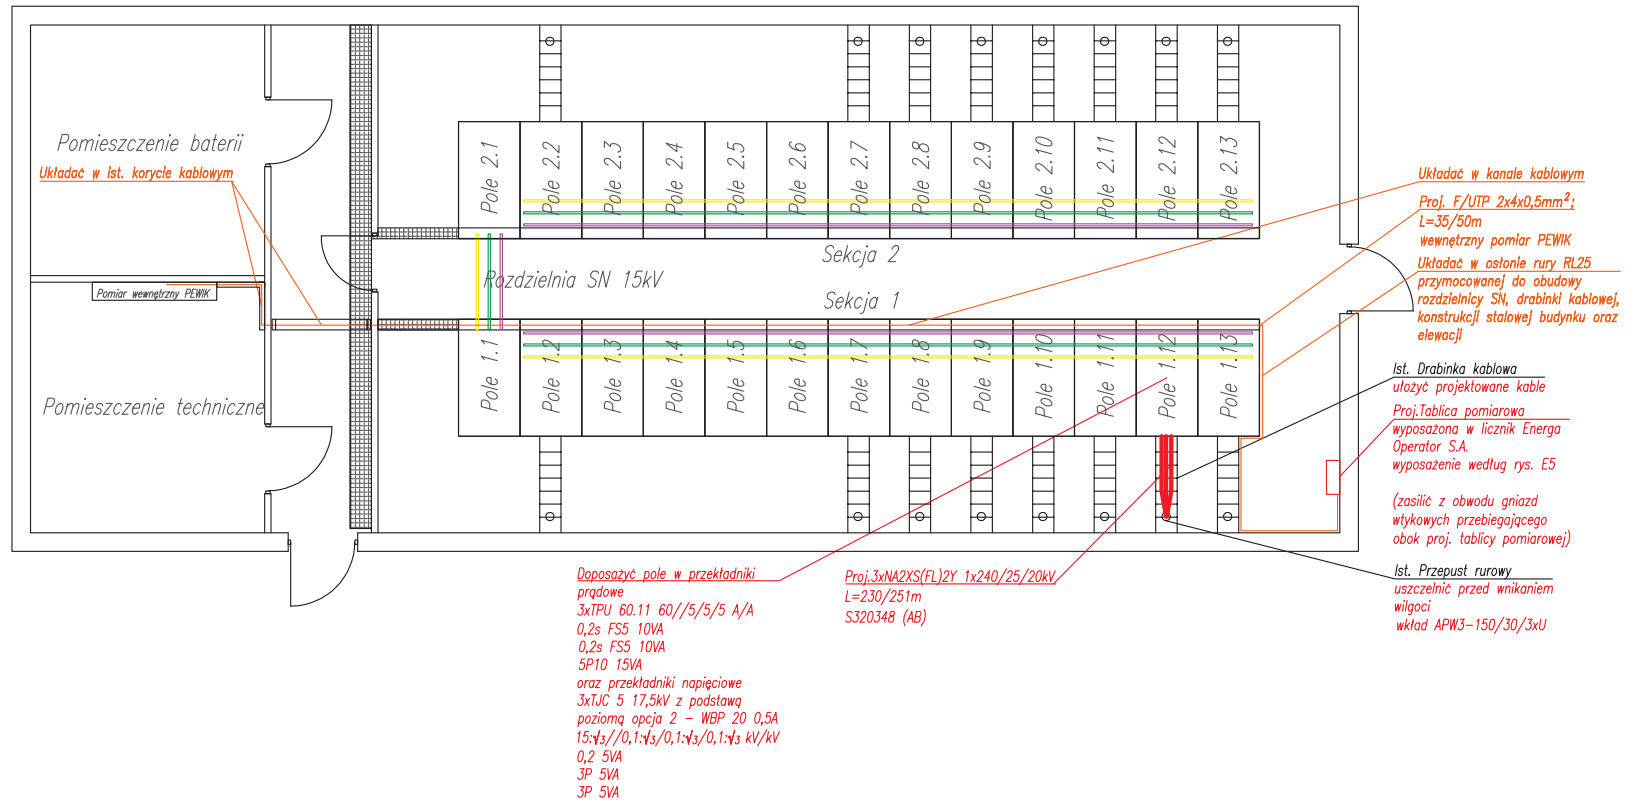 Pomieszczenie baterii
Układać w ist. korycie kablowym
Pomiar wewnętrzny PEWIK
Pomieszczenie techniczne
Pole 2.1
Pole 2.2
Pole 2.3
Pole 2.4
Pole 2.5
Pole 2.6
Pole 2.7
Pole 2.8
Pole 2.9
Pole 2.10
Pole 2.11
Pole 2.12
Pole 2.13
Sekcja 2
Rozdzielnia SN 15kV
Sekcja 1
Pole 1.1
Pole 1.2
Pole 1.3
Pole 1.4
Pole 1.5
Pole 1.6
Pole 1.7
Pole 1.8
Pole 1.9
Pole 1.10
Pole 1.11
Pole 1.12
Pole 1.13
Układać w kanale kablowym
Proj. F/UTP 2x4x0,5mm²;
L=35/50m
wewnętrzny pomiar PEWIK
Układać w osłonie rury RL25
przymocowanej do obudowy
rozdzielnicy SN, drabinki kablowej,
konstrukcji stalowej budynku oraz
elewacji
Ist. Drabinka kablowa
ułożyć projektowane kable
Proj.Tablica pomiarowa
wyposażona w licznik Energa
Operator S.A.
wyposażenie według rys. E5
(zasilić z obwodu gniazd
wtykowych przebiegającego
obok proj. tablicy pomiarowej)
Ist. Przepust rurowy
uszczelnić przed wnikaniem
wilgoci
wkład APW3-150/30/3xU
Doposażyć pole w przekładniki
prądowe
3xTPU 60.11 60//5/5/5 A/A
0,2s FS5 10VA
0,2s FS5 10VA
5P10 15VA
oraz przekładniki napięciowe
3xTJC 5 17,5kV z podstawą
poziomą opcja 2 - WBP 20 0,5A
15:√3//0,1:√3/0,1:√3/0,1:√3 kV/kV
0,2 5VA
3P 5VA
3P 5VA
Proj.3xNA2XS(FL)2Y 1x240/25/20kV
L=230/251m
S320348 (AB)